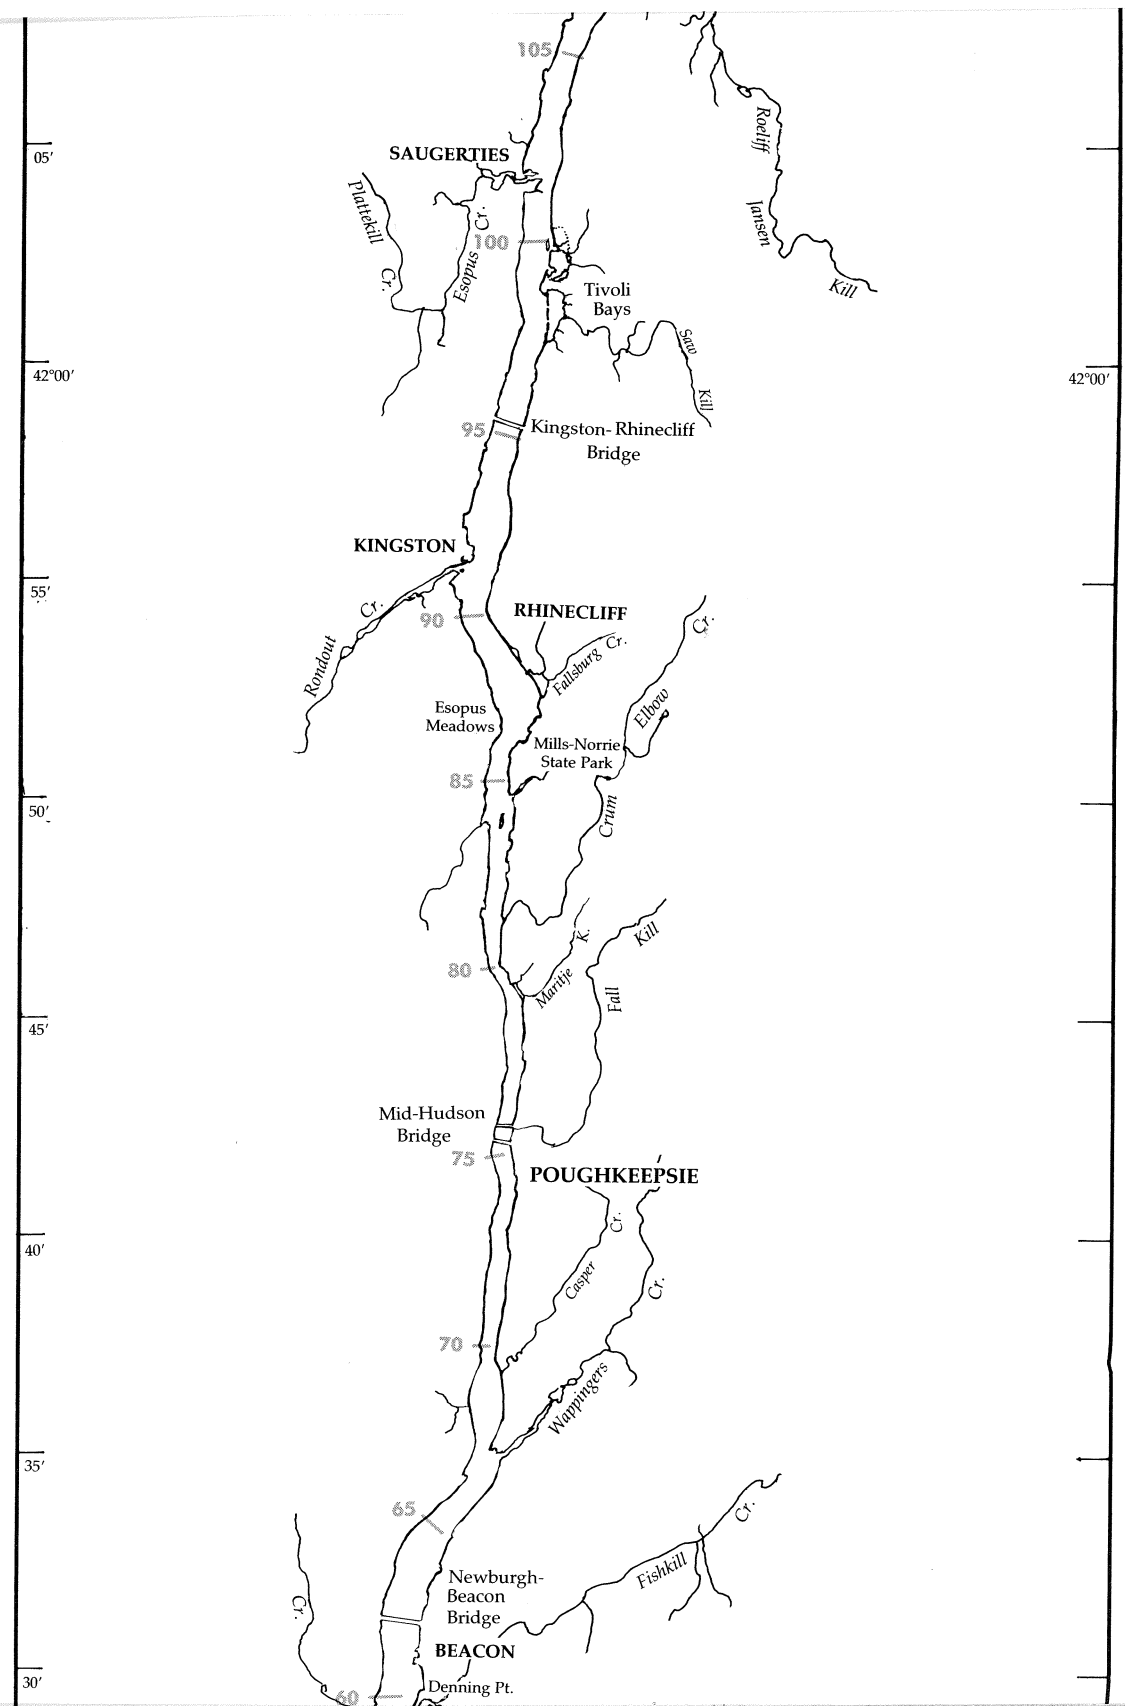 105
05'
SAUGERTIES
Roeliff
Jansen
Kill
Plattekill
Cr.
Esopus
Cr.
100
Tivoli
Bays
Saw
Kill
42°00'
42°00'
95
Kingston-Rhinecliff
Bridge
KINGSTON
55'
Rondout
Cr.
90
RHINECLIFF
Fallsburg Cr.
Cr.
Elbow
Esopus
Meadows
Mills-Norrie
State Park
85
50'
Crum
80
Maritje
K.
Fall
Kill
45'
Mid-Hudson
Bridge
75
POUGHKEEPSIE
40'
Casper
Cr.
Cr.
Wappingers
70
35'
65
Fishkill
Cr.
Newburgh-
Beacon
Bridge
Cr.
BEACON
30'
60
Denning Pt.